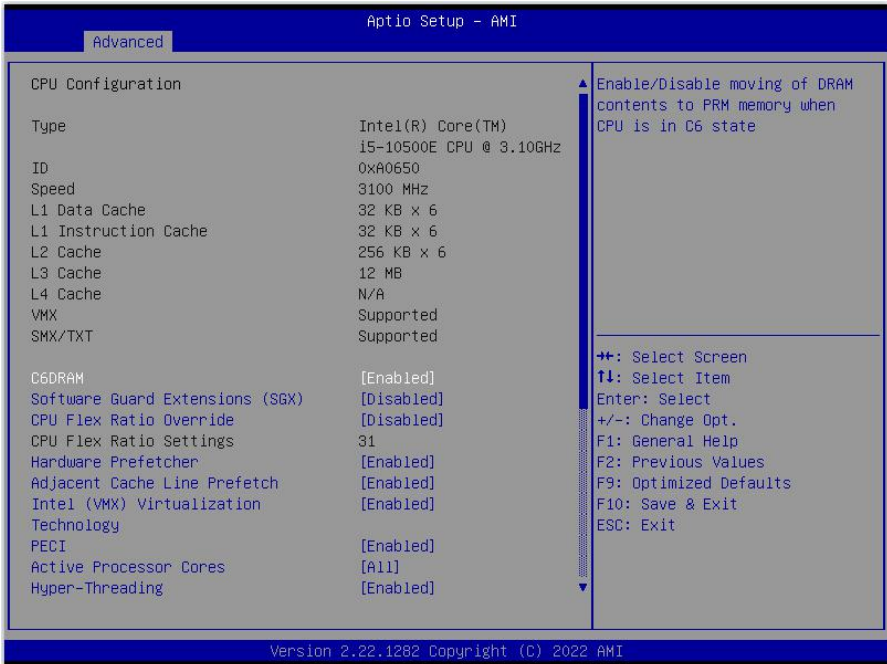 Aptio Setup – AMI
Advanced
CPU Configuration
Type Intel(R) Core(TM)
i5-10500E CPU @ 3.10GHz
ID 0xA0650
Speed 3100 MHz
L1 Data Cache 32 KB x 6
L1 Instruction Cache 32 KB x 6
L2 Cache 256 KB x 6
L3 Cache 12 MB
L4 Cache N/A
VMX Supported
SMX/TXT Supported
C6DRAM [Enabled]
Software Guard Extensions (SGX) [Disabled]
CPU Flex Ratio Override [Disabled]
CPU Flex Ratio Settings 31
Hardware Prefetcher [Enabled]
Adjacent Cache Line Prefetch [Enabled]
Intel (VMX) Virtualization [Enabled]
Technology
PECI [Enabled]
Active Processor Cores [All]
Hyper-Threading [Enabled]
Enable/Disable moving of DRAM
contents to PRM memory when
CPU is in C6 state
→←: Select Screen
↑↓: Select Item
Enter: Select
+/-: Change Opt.
F1: General Help
F2: Previous Values
F9: Optimized Defaults
F10: Save & Exit
ESC: Exit
Version 2.22.1282 Copyright (C) 2022 AMI